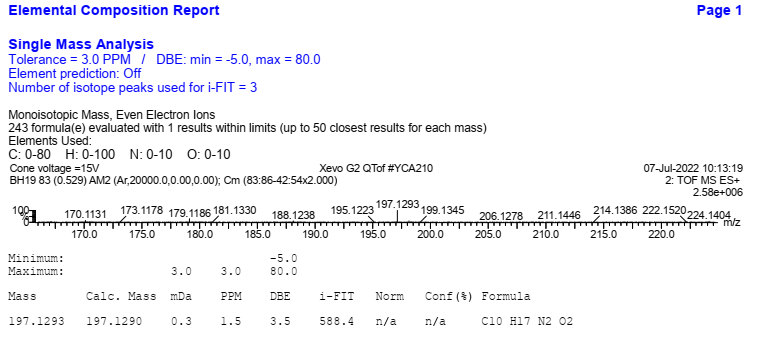 Elemental Composition Report Page 1
Single Mass Analysis
Tolerance = 3.0 PPM / DBE: min = -5.0, max = 80.0
Element prediction: Off
Number of isotope peaks used for i-FIT = 3
Monoisotopic Mass, Even Electron Ions
243 formula(e) evaluated with 1 results within limits (up to 50 closest results for each mass)
Elements Used:
C: 0-80 H: 0-100 N: 0-10 O: 0-10
Cone voltage =15V Xevo G2 QTof #YCA210 07-Jul-2022 10:13:19
BH19 83 (0.529) AM2 (Ar,20000.0,0.00,0.00); Cm (83:86-42:54x2.000) 2: TOF MS ES+
2.58e+006
100 170.1131 173.1178 179.1186 181.1330 188.1238 195.1223 197.1293 199.1345 206.1278 211.1446 214.1386 222.1520 224.1404
0 m/z
170.0 175.0 180.0 185.0 190.0 195.0 200.0 205.0 210.0 215.0 220.0
Minimum: -5.0
Maximum: 3.0 3.0 80.0
Mass Calc. Mass mDa PPM DBE i-FIT Norm Conf(%) Formula
197.1293 197.1290 0.3 1.5 3.5 588.4 n/a n/a C10 H17 N2 O2